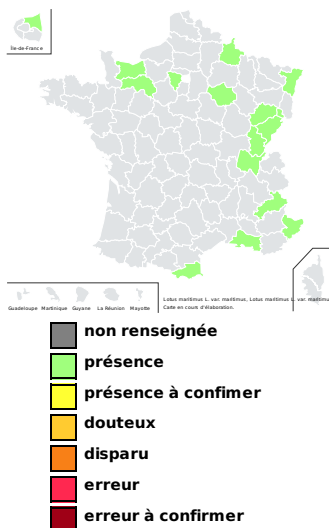 Île-de-France
Guadeloupe Martinique Guyane La Réunion Mayotte
Lotus maritimus L. var. maritimus, Lotus maritimus L. var. maritimus
Carte en cours d'élaboration.
non renseignée
présence
présence à confimer
douteux
disparu
erreur
erreur à confirmer